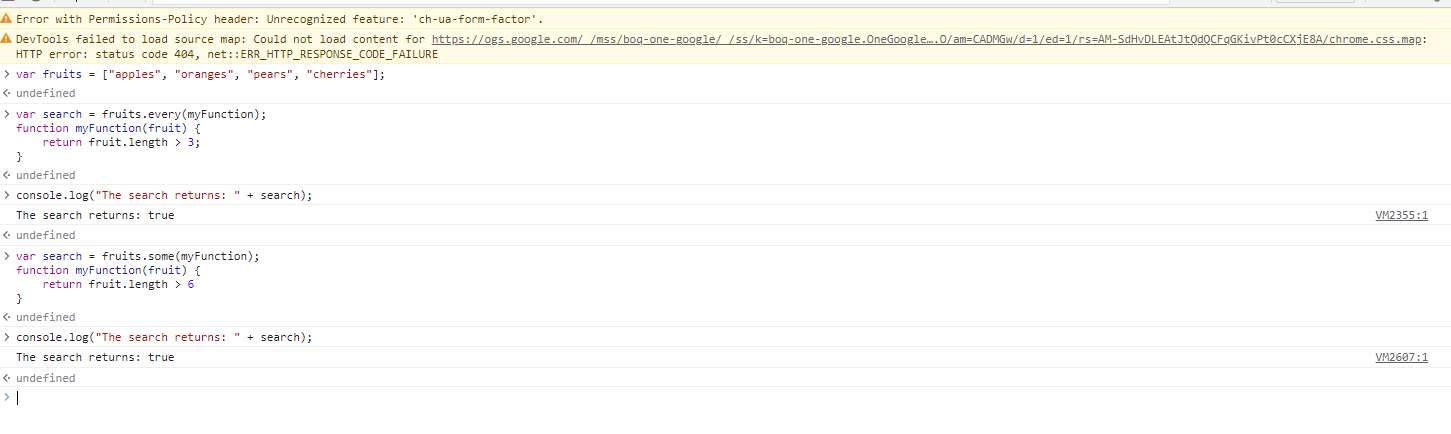 Error with Permissions-Policy header: Unrecognized feature: 'ch-ua-form-factor'.
DevTools failed to load source map: Could not load content for https://ogs.google.com/_/mss/boq-one-google/_/ss/k=boq-one-google.OneGoogle….O/am=CADMGw/d=1/ed=1/rs=AM-SdHvDLEAtJtQdQCFqGKivPt0cCXjE8A/chrome.css.map:
HTTP error: status code 404, net::ERR_HTTP_RESPONSE_CODE_FAILURE
> var fruits = ["apples", "oranges", "pears", "cherries"];
undefined
> var search = fruits.every(myFunction);
function myFunction(fruit) {
    return fruit.length > 3;
}
undefined
> console.log("The search returns: " + search);
The search returns: true VM2355:1
undefined
> var search = fruits.some(myFunction);
function myFunction(fruit) {
    return fruit.length > 6
}
undefined
> console.log("The search returns: " + search);
The search returns: true VM2607:1
undefined
>